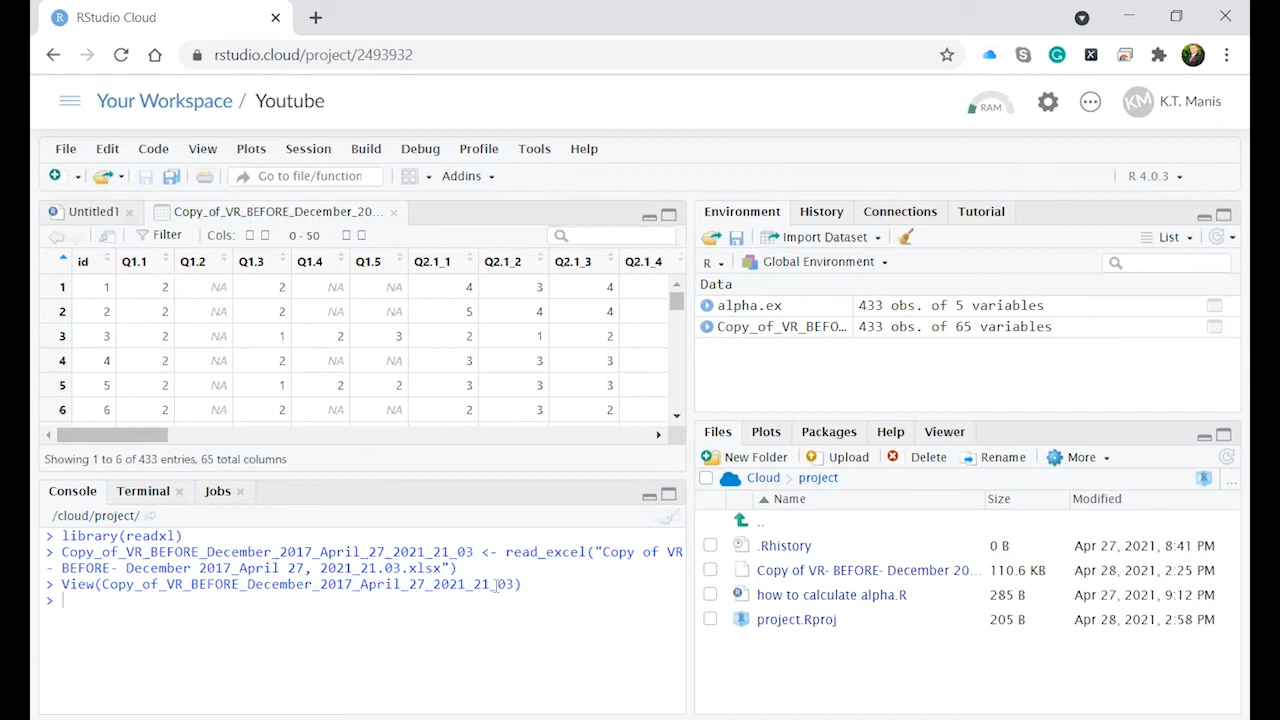 RStudio Cloud
rstudio.cloud/project/2493932
Your Workspace / Youtube
RAM
KM
K.T. Manis
File Edit Code View Plots Session Build Debug Profile Tools Help
Go to file/function
Addins
R 4.0.3
Untitled1
Copy_of_VR_BEFORE_December_20...
Filter
Cols:
0 - 50
id Q1.1 Q1.2 Q1.3 Q1.4 Q1.5 Q2.1_1 Q2.1_2 Q2.1_3 Q2.1_4
1 1 2 NA 2 NA NA 4 3 4
2 2 2 NA 2 NA NA 5 4 4
3 3 2 NA 1 2 3 2 1 2
4 4 2 NA 2 NA NA 3 3 3
5 5 2 NA 1 2 2 3 3 3
6 6 2 NA 2 NA NA 2 3 2
Showing 1 to 6 of 433 entries, 65 total columns
Console Terminal Jobs
/cloud/project/
> library(readxl)
> Copy_of_VR_BEFORE_December_2017_April_27_2021_21_03 <- read_excel("Copy of VR
- BEFORE- December 2017_April 27, 2021_21.03.xlsx")
> View(Copy_of_VR_BEFORE_December_2017_April_27_2021_21_03)
>
Environment History Connections Tutorial
Import Dataset
List
R
Global Environment
Data
alpha.ex 433 obs. of 5 variables
Copy_of_VR_BEFO... 433 obs. of 65 variables
Files Plots Packages Help Viewer
New Folder Upload Delete Rename More
Cloud project
R
...
Name Size Modified
..
.Rhistory 0 B Apr 27, 2021, 8:41 PM
Copy of VR- BEFORE- December 20... 110.6 KB Apr 28, 2021, 2:25 PM
how to calculate alpha.R 285 B Apr 27, 2021, 9:12 PM
project.Rproj 205 B Apr 28, 2021, 2:58 PM